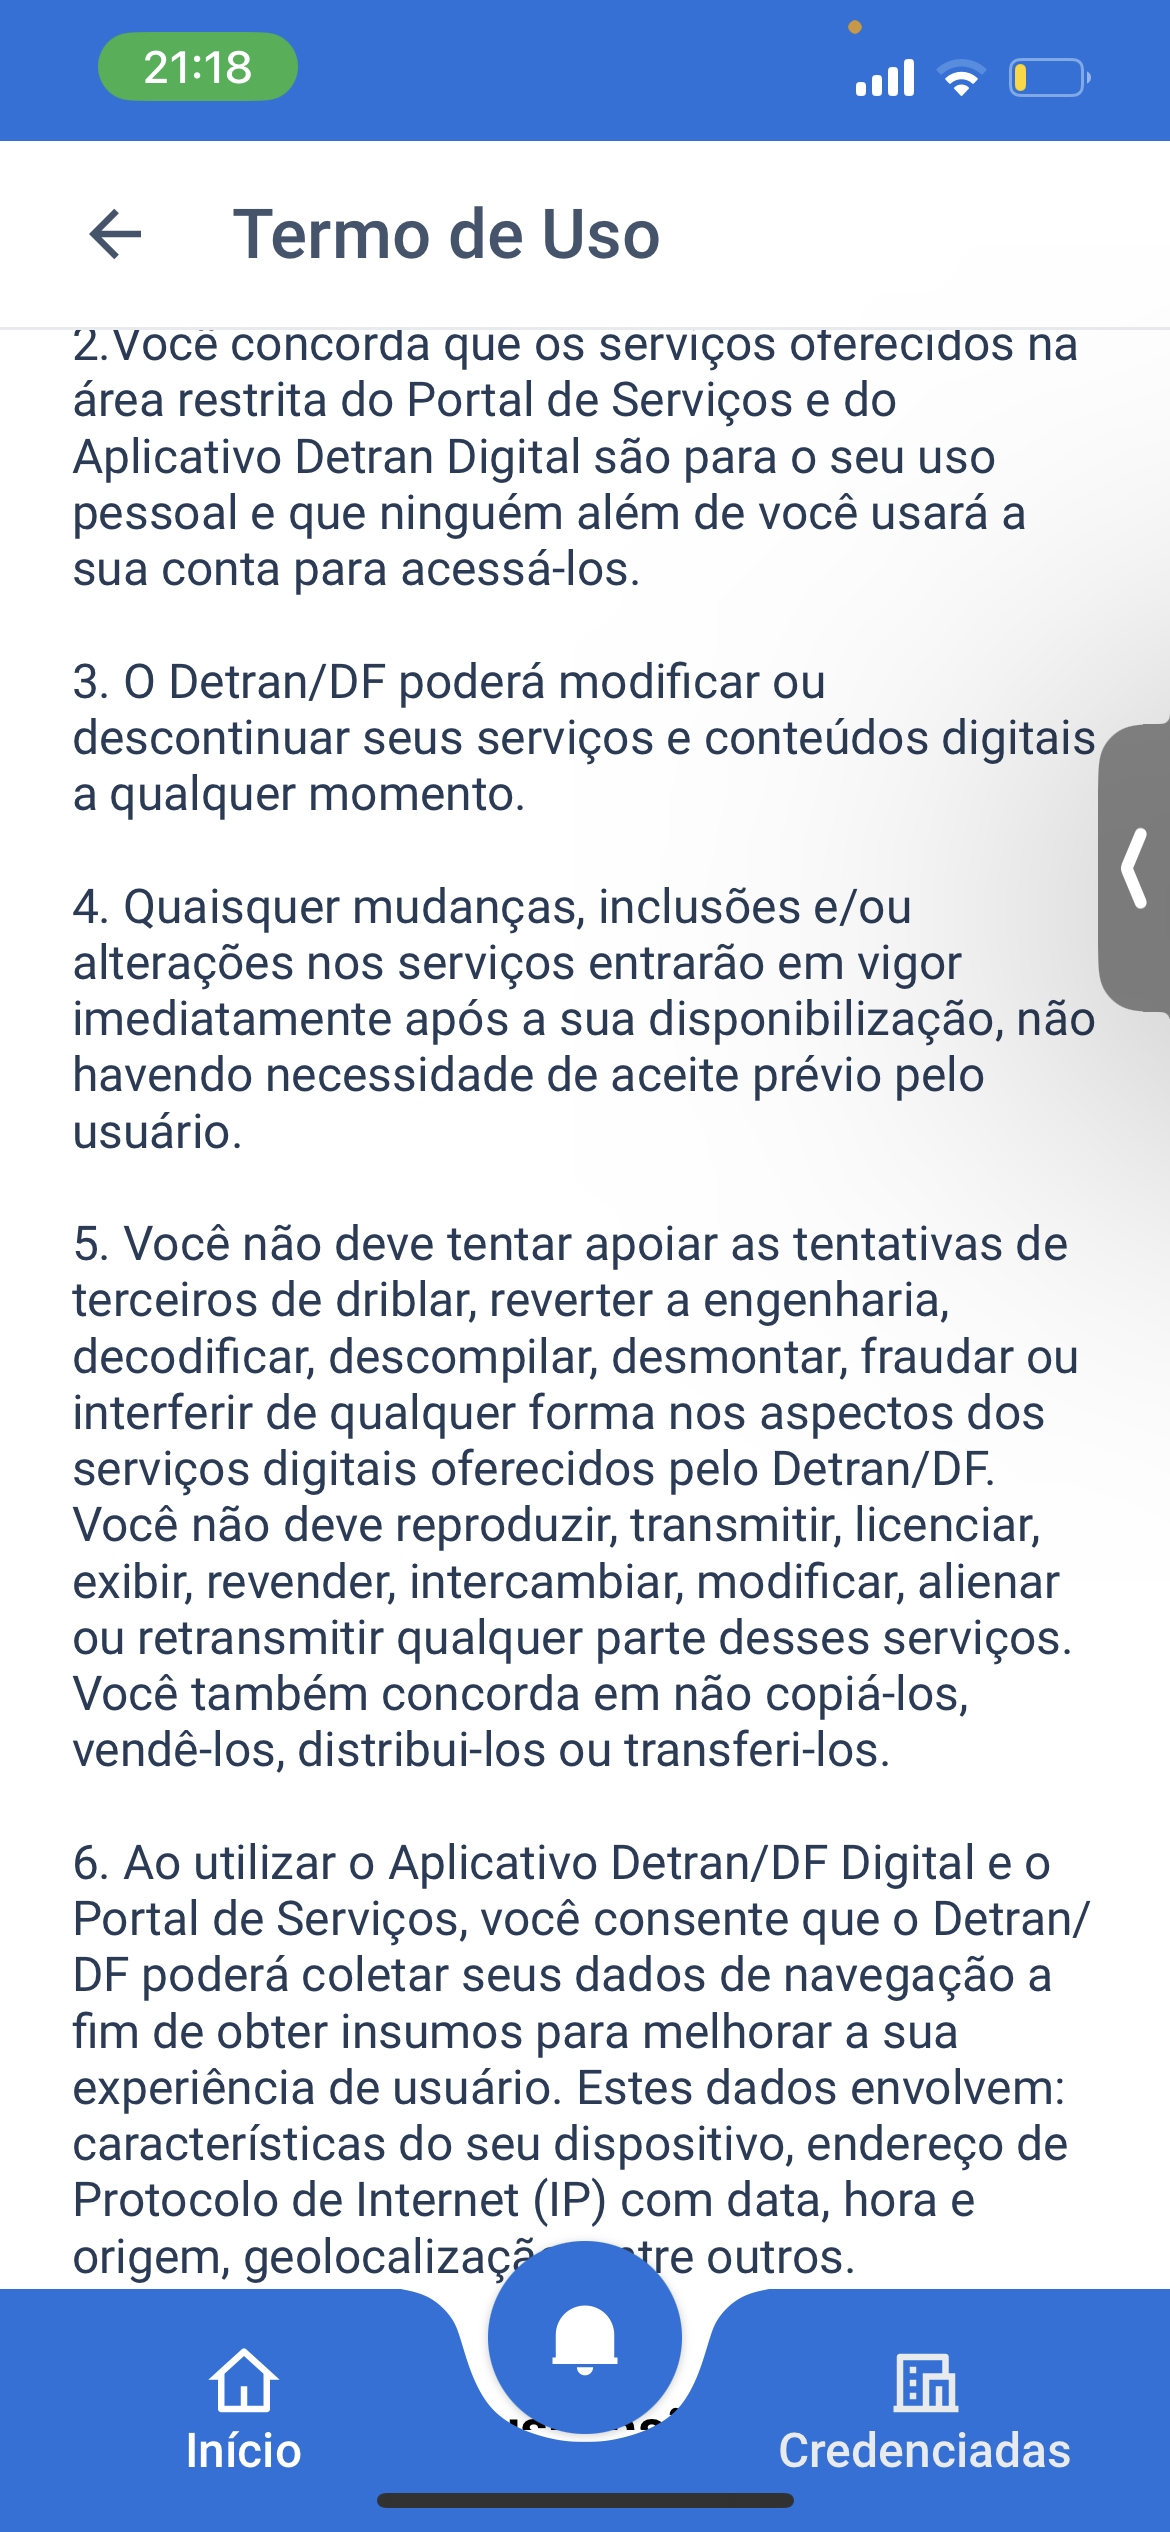 21:18
Termo de Uso
2.Você concorda que os serviços oferecidos na
área restrita do Portal de Serviços e do
Aplicativo Detran Digital são para o seu uso
pessoal e que ninguém além de você usará a
sua conta para acessá-los.
3. O Detran/DF poderá modificar ou
descontinuar seus serviços e conteúdos digitais
a qualquer momento.
4. Quaisquer mudanças, inclusões e/ou
alterações nos serviços entrarão em vigor
imediatamente após a sua disponibilização, não
havendo necessidade de aceite prévio pelo
usuário.
5. Você não deve tentar apoiar as tentativas de
terceiros de driblar, reverter a engenharia,
decodificar, descompilar, desmontar, fraudar ou
interferir de qualquer forma nos aspectos dos
serviços digitais oferecidos pelo Detran/DF.
Você não deve reproduzir, transmitir, licenciar,
exibir, revender, intercambiar, modificar, alienar
ou retransmitir qualquer parte desses serviços.
Você também concorda em não copiá-los,
vendê-los, distribui-los ou transferi-los.
6. Ao utilizar o Aplicativo Detran/DF Digital e o
Portal de Serviços, você consente que o Detran/
DF poderá coletar seus dados de navegação a
fim de obter insumos para melhorar a sua
experiência de usuário. Estes dados envolvem:
características do seu dispositivo, endereço de
Protocolo de Internet (IP) com data, hora e
origem, outros.
Início
Credenciadas